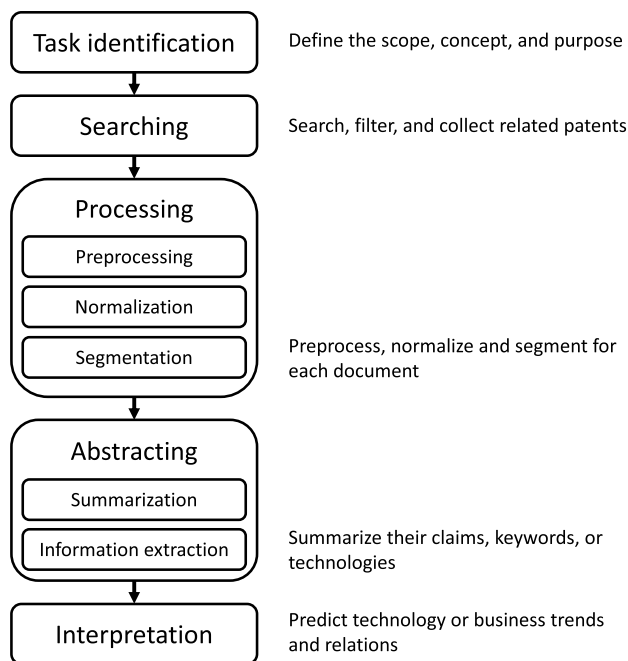 Task identification
Define the scope, concept, and purpose
Searching
Search, filter, and collect related patents
Processing
Preprocessing
Normalization
Segmentation
Preprocess, normalize and segment for
each document
Abstracting
Summarization
Information extraction
Summarize their claims, keywords, or
technologies
Interpretation
Predict technology or business trends
and relations